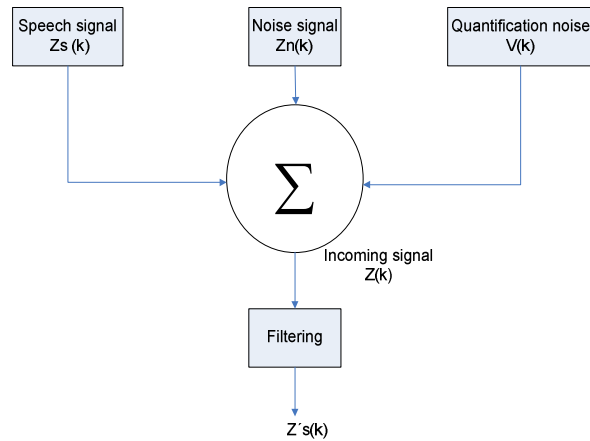 Speech signal
Zs (k)
Noise signal
Zn(k)
Quantification noise
V(k)
∑
Incoming signal
Z(k)
Filtering
Z´s(k)